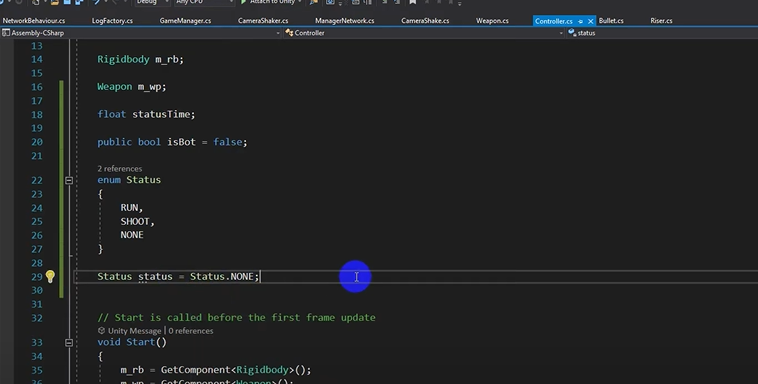 Debug Any CPU Attach to Unity
NetworkBehaviour.cs LogFactory.cs GameManager.cs CameraShaker.cs ManagerNetwork.cs CameraShake.cs Weapon.cs Controller.cs Bullet.cs Riser.cs
Assembly-CSharp Controller status
13
14 Rigidbody m_rb;
15
16 Weapon m_wp;
17
18 float statusTime;
19
20 public bool isBot = false;
21
2 references
22 enum Status
23 {
24 RUN,
25 SHOOT,
26 NONE
27 }
28
29 Status status = Status.NONE;
30
31
32 // Start is called before the first frame update
Unity Message | 0 references
33 void Start()
34 {
35 m_rb = GetComponent<Rigidbody>();
36 m_wp = GetComponent<Weapon>();